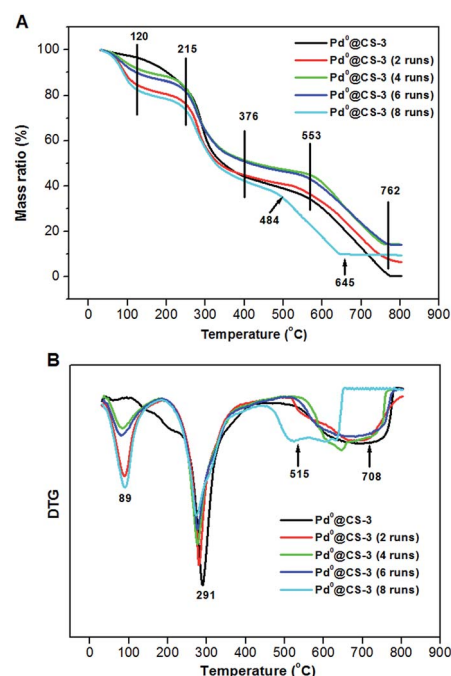 A
120
215
376
553
762
484
645
Pd⁰@CS-3
Pd⁰@CS-3 (2 runs)
Pd⁰@CS-3 (4 runs)
Pd⁰@CS-3 (6 runs)
Pd⁰@CS-3 (8 runs)
Mass ratio (%)
100
80
60
40
20
0
0 100 200 300 400 500 600 700 800 900
Temperature (°C)
B
89
291
515
708
DTG
Pd⁰@CS-3
Pd⁰@CS-3 (2 runs)
Pd⁰@CS-3 (4 runs)
Pd⁰@CS-3 (6 runs)
Pd⁰@CS-3 (8 runs)
0 100 200 300 400 500 600 700 800 900
Temperature (°C)